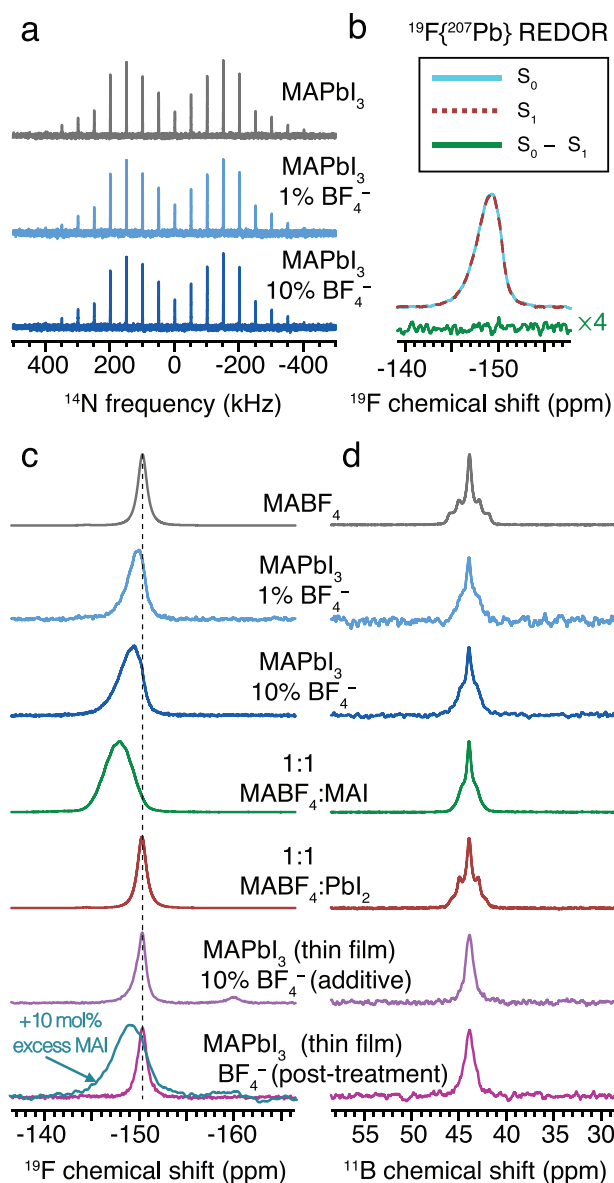 a
b
¹⁹F{²⁰⁷Pb} REDOR
S₀
S₁
S₀ − S₁
MAPbI₃
MAPbI₃
1% BF₄⁻
MAPbI₃
10% BF₄⁻
×4
400 200 0 -200 -400
¹⁴N frequency (kHz)
-140 -150
¹⁹F chemical shift (ppm)
c
d
MABF₄
MAPbI₃
1% BF₄⁻
MAPbI₃
10% BF₄⁻
1:1
MABF₄:MAI
1:1
MABF₄:PbI₂
MAPbI₃ (thin film)
10% BF₄⁻ (additive)
+10 mol%
excess MAI
MAPbI₃ (thin film)
BF₄⁻ (post-treatment)
-140 -150 -160
¹⁹F chemical shift (ppm)
55 50 45 40 35 30
¹¹B chemical shift (ppm)